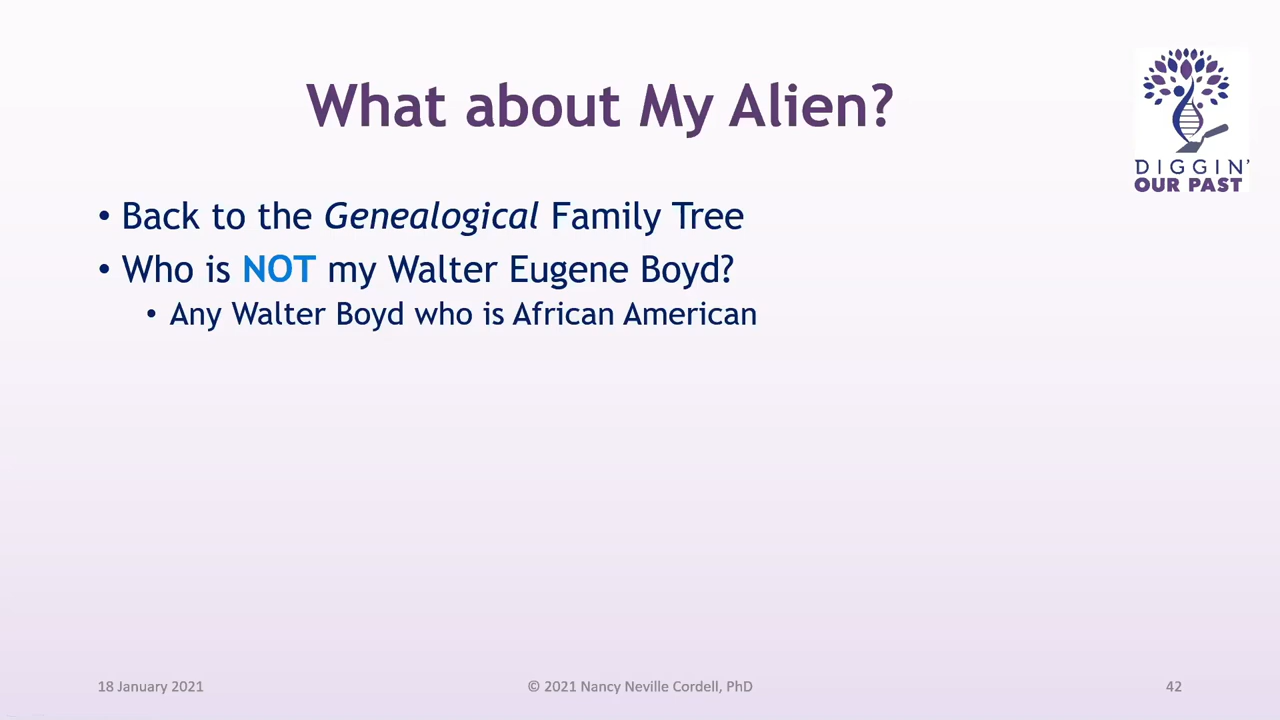 What about My Alien?
DIGGIN'
OUR PAST
• Back to the Genealogical Family Tree
• Who is NOT my Walter Eugene Boyd?
• Any Walter Boyd who is African American
18 January 2021
© 2021 Nancy Neville Cordell, PhD
42